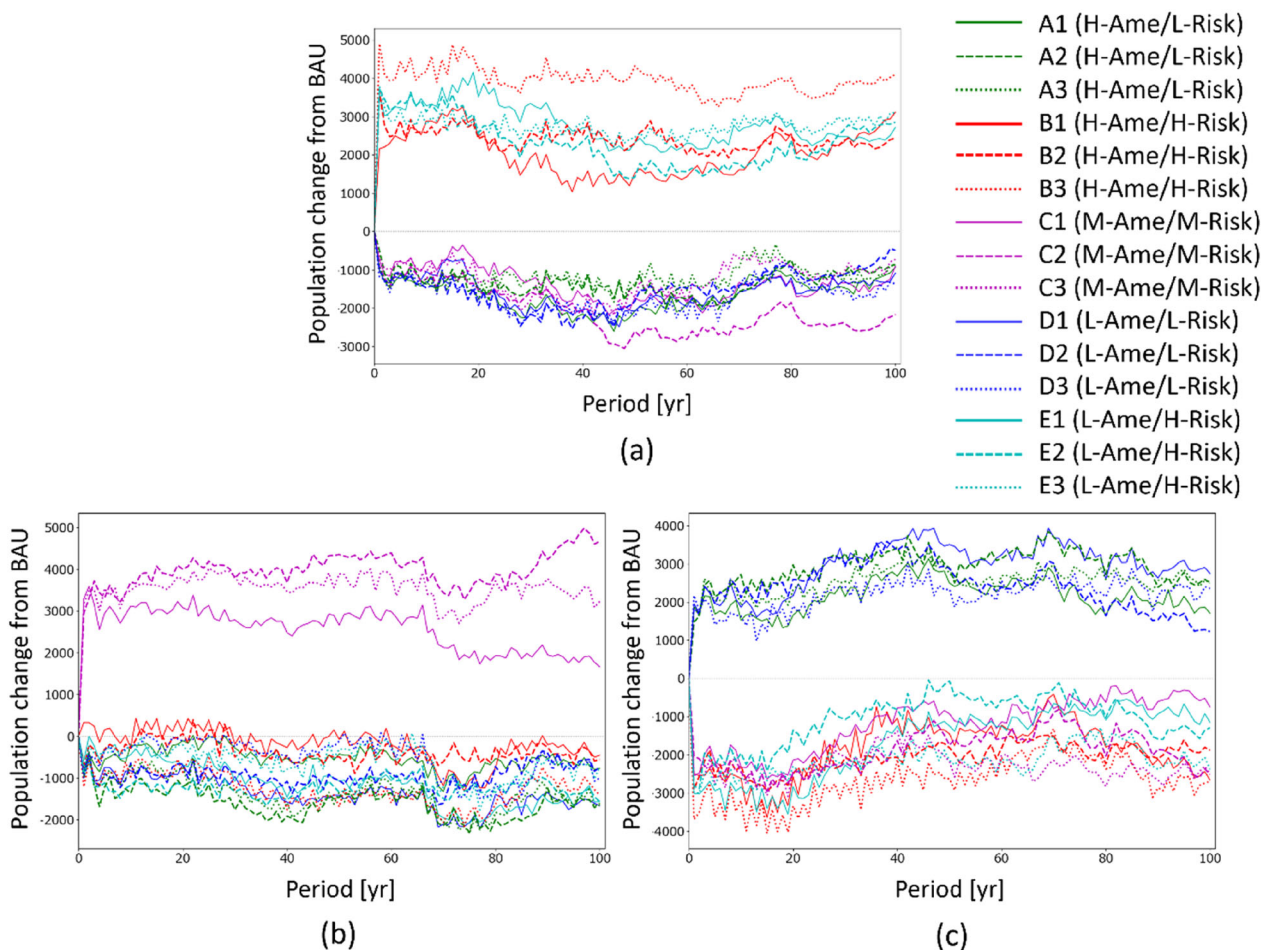 Population change from BAU
5000
4000
3000
2000
1000
0
-1000
-2000
-3000
0 20 40 60 80 100
Period [yr]
(a)
A1 (H-Ame/L-Risk)
A2 (H-Ame/L-Risk)
A3 (H-Ame/L-Risk)
B1 (H-Ame/H-Risk)
B2 (H-Ame/H-Risk)
B3 (H-Ame/H-Risk)
C1 (M-Ame/M-Risk)
C2 (M-Ame/M-Risk)
C3 (M-Ame/M-Risk)
D1 (L-Ame/L-Risk)
D2 (L-Ame/L-Risk)
D3 (L-Ame/L-Risk)
E1 (L-Ame/H-Risk)
E2 (L-Ame/H-Risk)
E3 (L-Ame/H-Risk)
Population change from BAU
5000
4000
3000
2000
1000
0
-1000
-2000
0 20 40 60 80 100
Period [yr]
(b)
Population change from BAU
4000
3000
2000
1000
0
-1000
-2000
-3000
-4000
0 20 40 60 80 100
Period [yr]
(c)